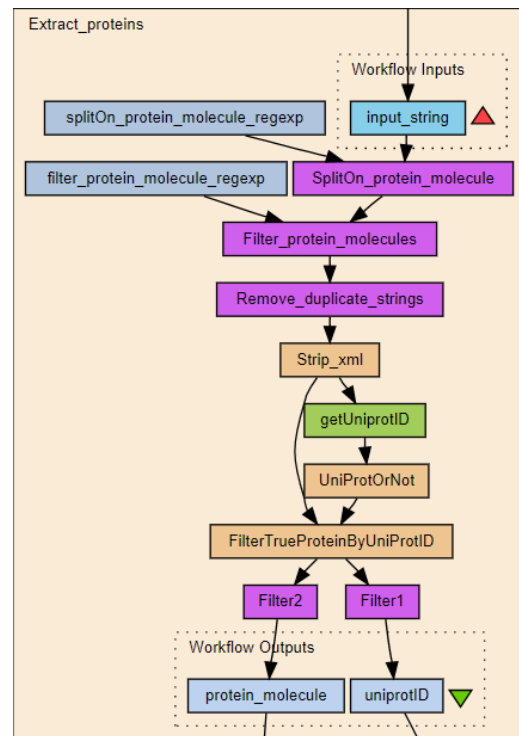 Extract_proteins
Workflow Inputs
splitOn_protein_molecule_regexp
input_string
filter_protein_molecule_regexp
SplitOn_protein_molecule
Filter_protein_molecules
Remove_duplicate_strings
Strip_xml
getUniprotID
UniProtOrNot
FilterTrueProteinByUniProtID
Filter2
Filter1
Workflow Outputs
protein_molecule
uniprotID